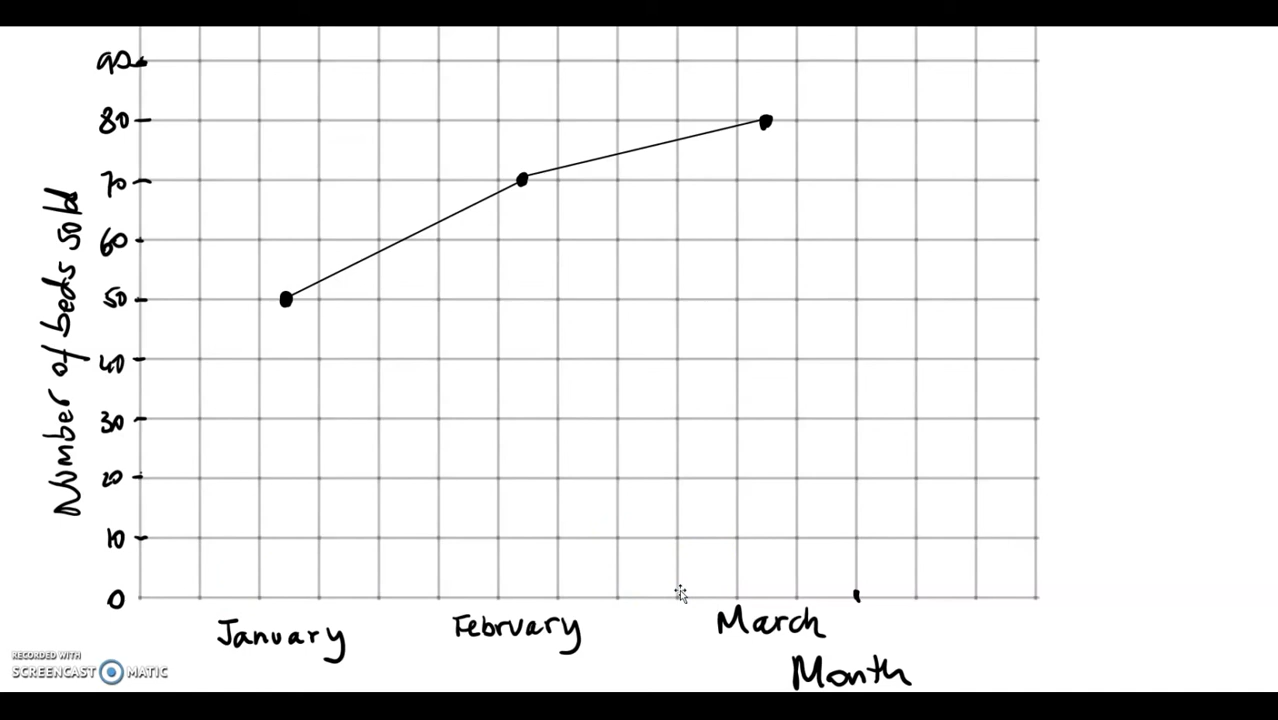 90
80
70
60
50
40
30
20
10
0
Number of beds sold
January February March
Month
RECORDED WITH
SCREENCAST MATIC